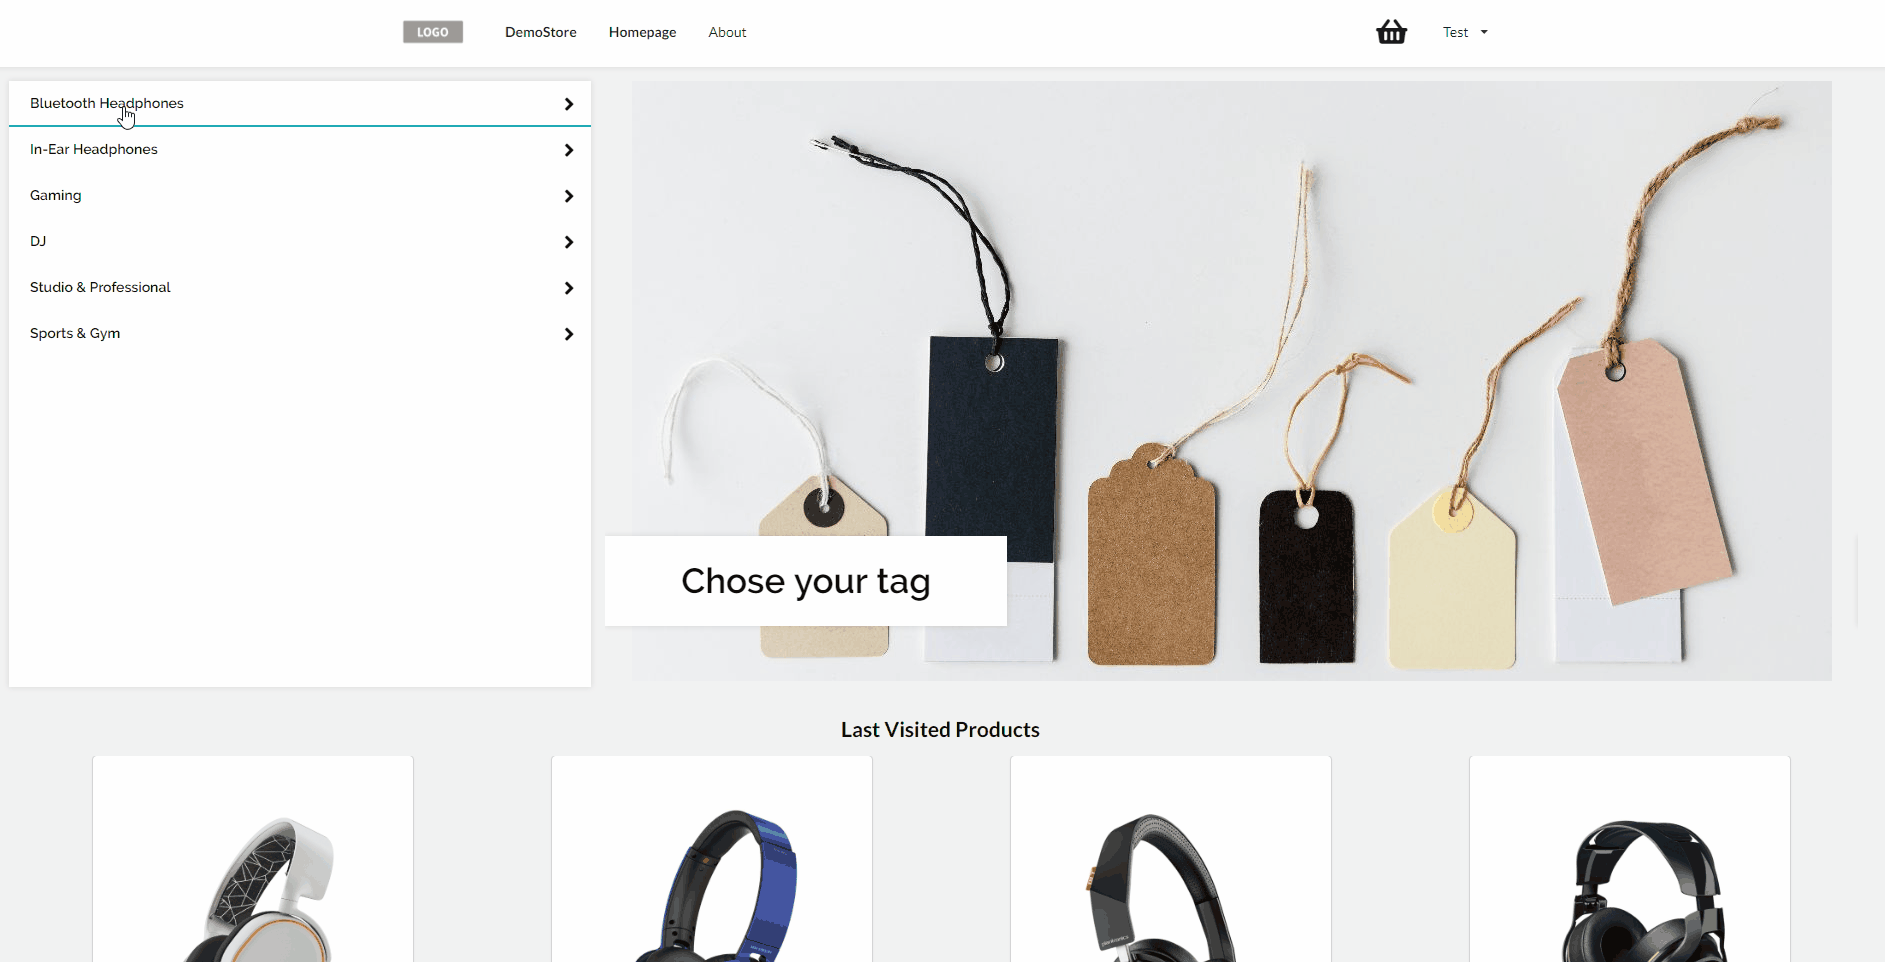 LOGO
DemoStore
Homepage
About
Test
Bluetooth Headphones
In-Ear Headphones
Gaming
DJ
Studio & Professional
Sports & Gym
Chose your tag
Last Visited Products